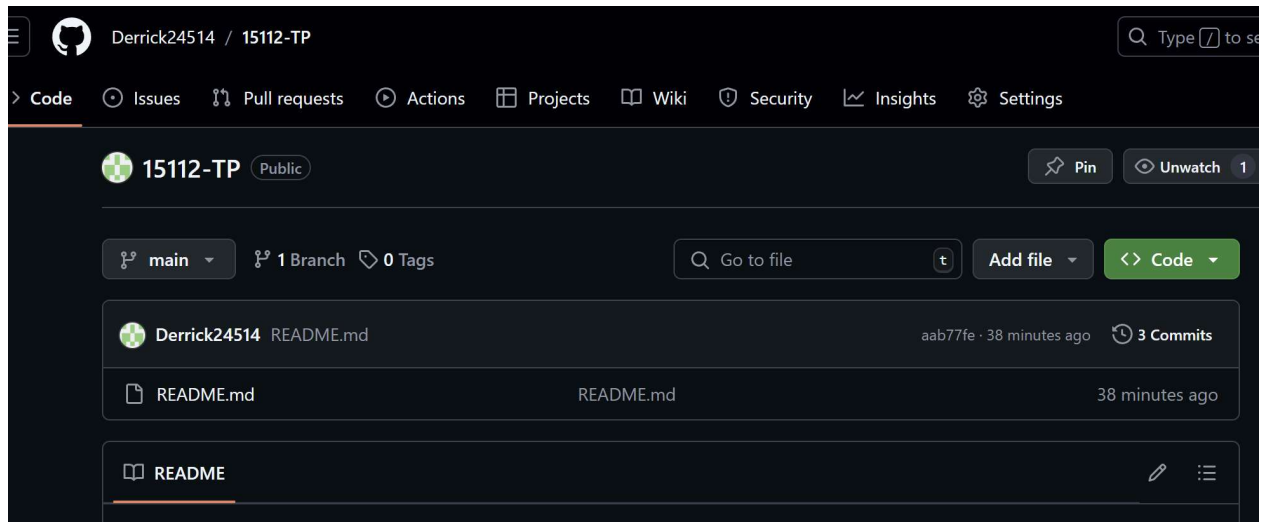 Derrick24514 / 15112-TP
Type / to se
Code Issues Pull requests Actions Projects Wiki Security Insights Settings
15112-TP Public Pin Unwatch 1
main 1 Branch 0 Tags Go to file t Add file <> Code
Derrick24514 README.md aab77fe · 38 minutes ago 3 Commits
README.md README.md 38 minutes ago
README